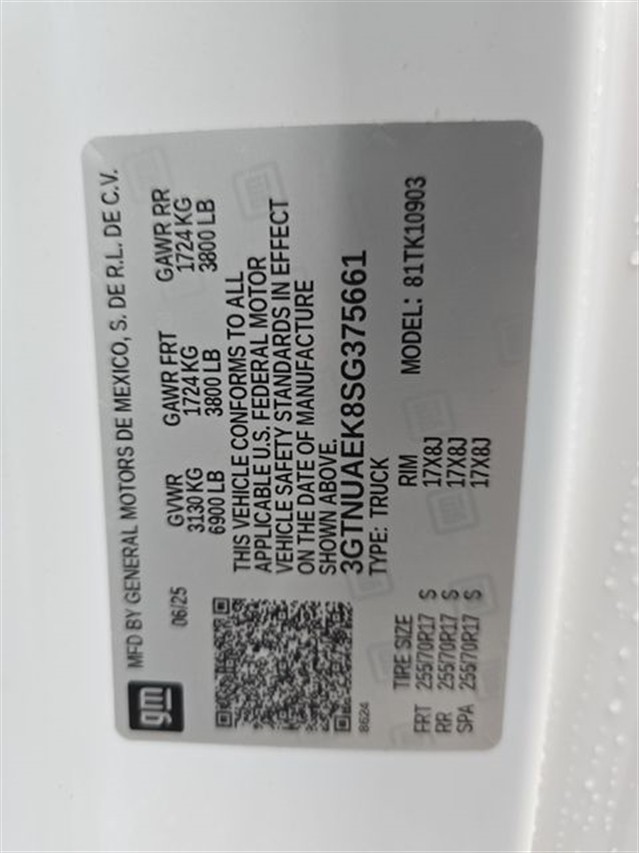 gm
MFD BY GENERAL MOTORS DE MEXICO, S. DE R.L. DE C.V.
06/25
GVWR GAWR FRT GAWR RR
3130 KG 1724 KG 1724 KG
6900 LB 3800 LB 3800 LB
THIS VEHICLE CONFORMS TO ALL
APPLICABLE U.S. FEDERAL MOTOR
VEHICLE SAFETY STANDARDS IN EFFECT
ON THE DATE OF MANUFACTURE
SHOWN ABOVE.
3GTNUAEK8SG375661
8624
TYPE: TRUCK
TIRE SIZE RIM MODEL: 81TK10903
FRT 255/70R17 S 17X8J
RR 255/70R17 S 17X8J
SPA 255/70R17 S 17X8J